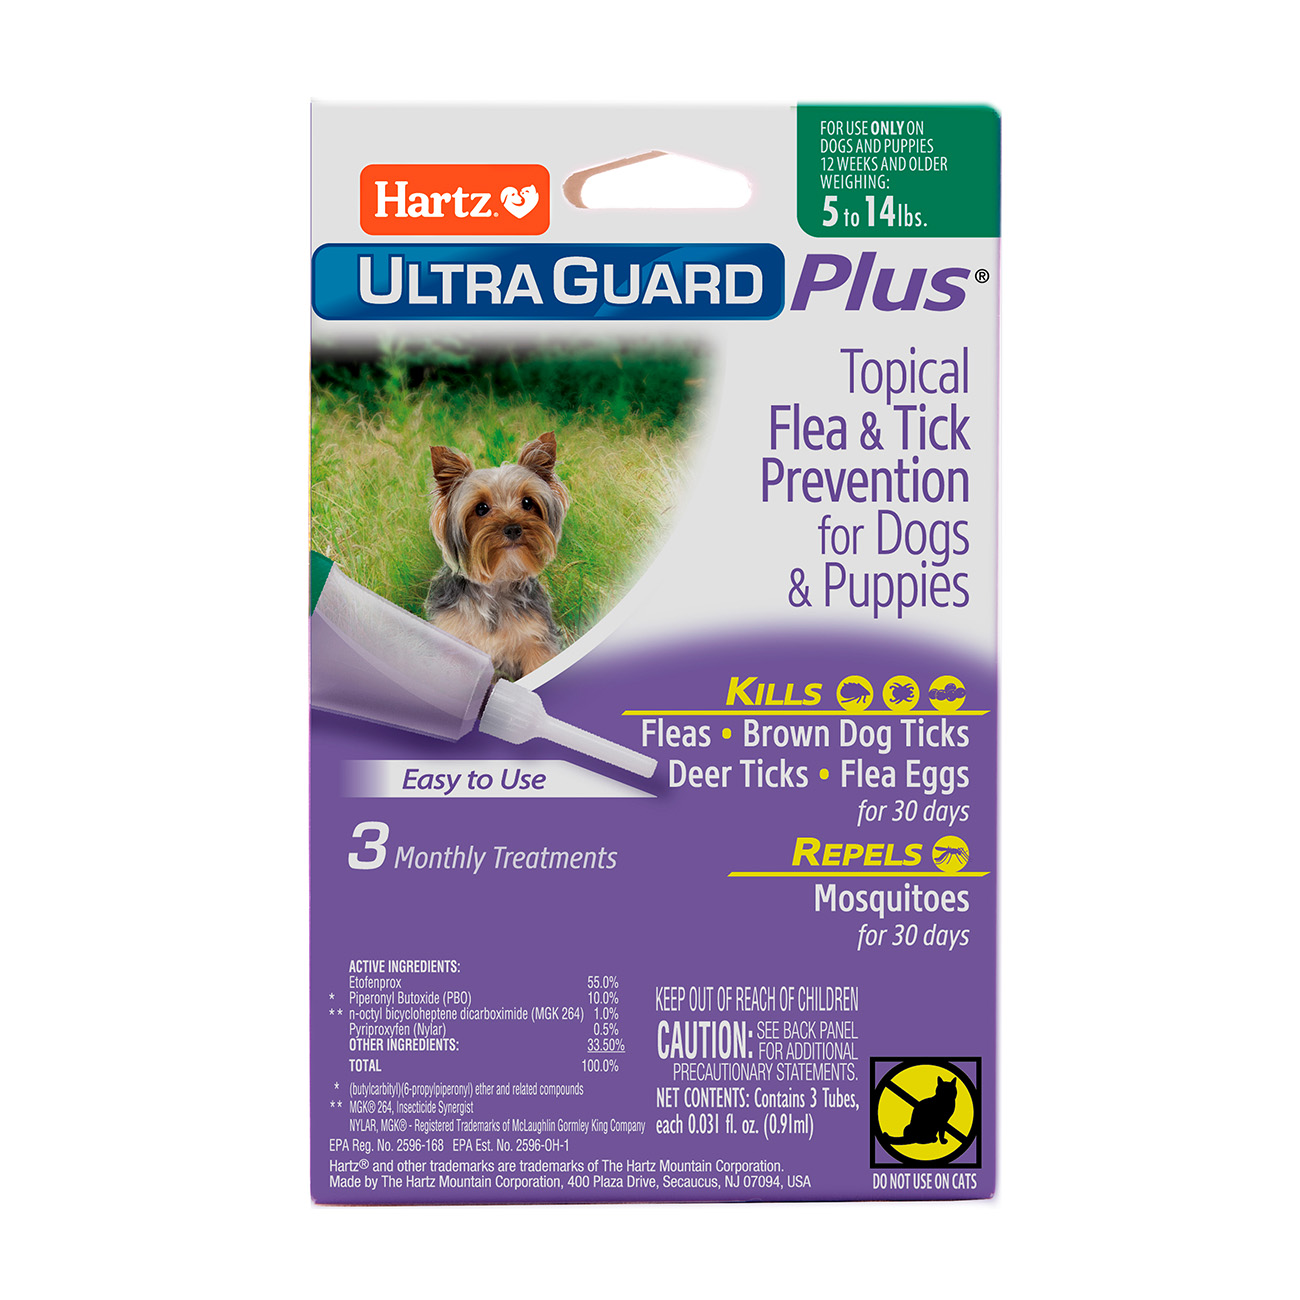 FOR USE ONLY ON
DOGS AND PUPPIES
12 WEEKS AND OLDER
WEIGHING:
5 to 14 lbs.
Hartz®
ULTRA GUARD Plus®
Topical
Flea & Tick
Prevention
for Dogs
& Puppies
KILLS
Fleas • Brown Dog Ticks
Deer Ticks • Flea Eggs
for 30 days
Easy to Use
3 Monthly Treatments
REPELS
Mosquitoes
for 30 days
ACTIVE INGREDIENTS:
Etofenprox 55.0%
* Piperonyl Butoxide (PBO) 10.0%
** n-octyl bicycloheptene dicarboximide (MGK 264) 1.0%
Pyriproxyfen (Nylar) 0.5%
OTHER INGREDIENTS: 33.50%
TOTAL 100.0%
* (butylcarbityl)(6-propylpiperonyl) ether and related compounds
** MGK® 264, Insecticide Synergist
NYLAR, MGK® - Registered Trademarks of McLaughlin Gormley King Company
EPA Reg. No. 2596-168 EPA Est. No. 2596-OH-1
Hartz® and other trademarks are trademarks of The Hartz Mountain Corporation.
Made by The Hartz Mountain Corporation, 400 Plaza Drive, Secaucus, NJ 07094, USA
KEEP OUT OF REACH OF CHILDREN
CAUTION: SEE BACK PANEL
FOR ADDITIONAL
PRECAUTIONARY STATEMENTS.
NET CONTENTS: Contains 3 Tubes,
each 0.031 fl. oz. (0.91ml)
DO NOT USE ON CATS